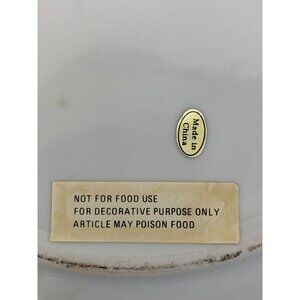 Made in
China
NOT FOR FOOD USE
FOR DECORATIVE PURPOSE ONLY
ARTICLE MAY POISON FOOD